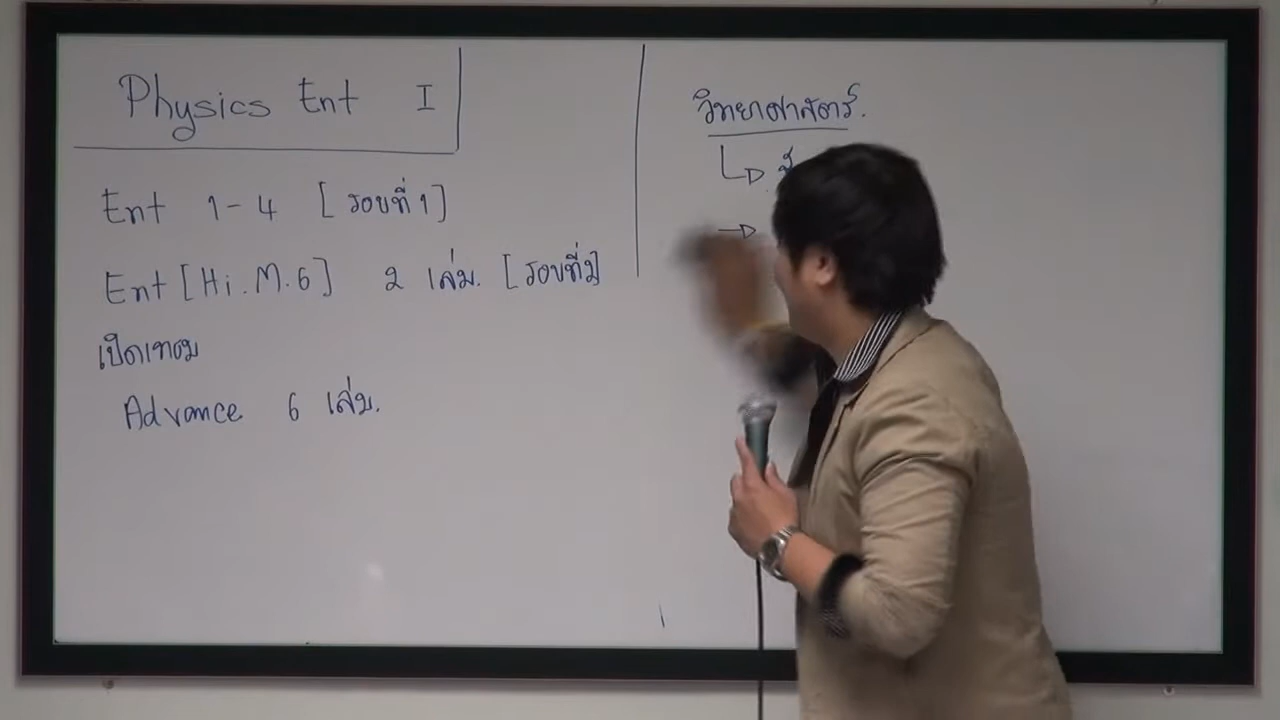 Physics Ent I
Ent 1-4 [รอบที่ 1]
Ent [Hi. M.6] 2 เล่ม. [รอบที่ 2]
เปิดเทอม
Advance 6 เล่ม.
วิทยาศาสตร์.